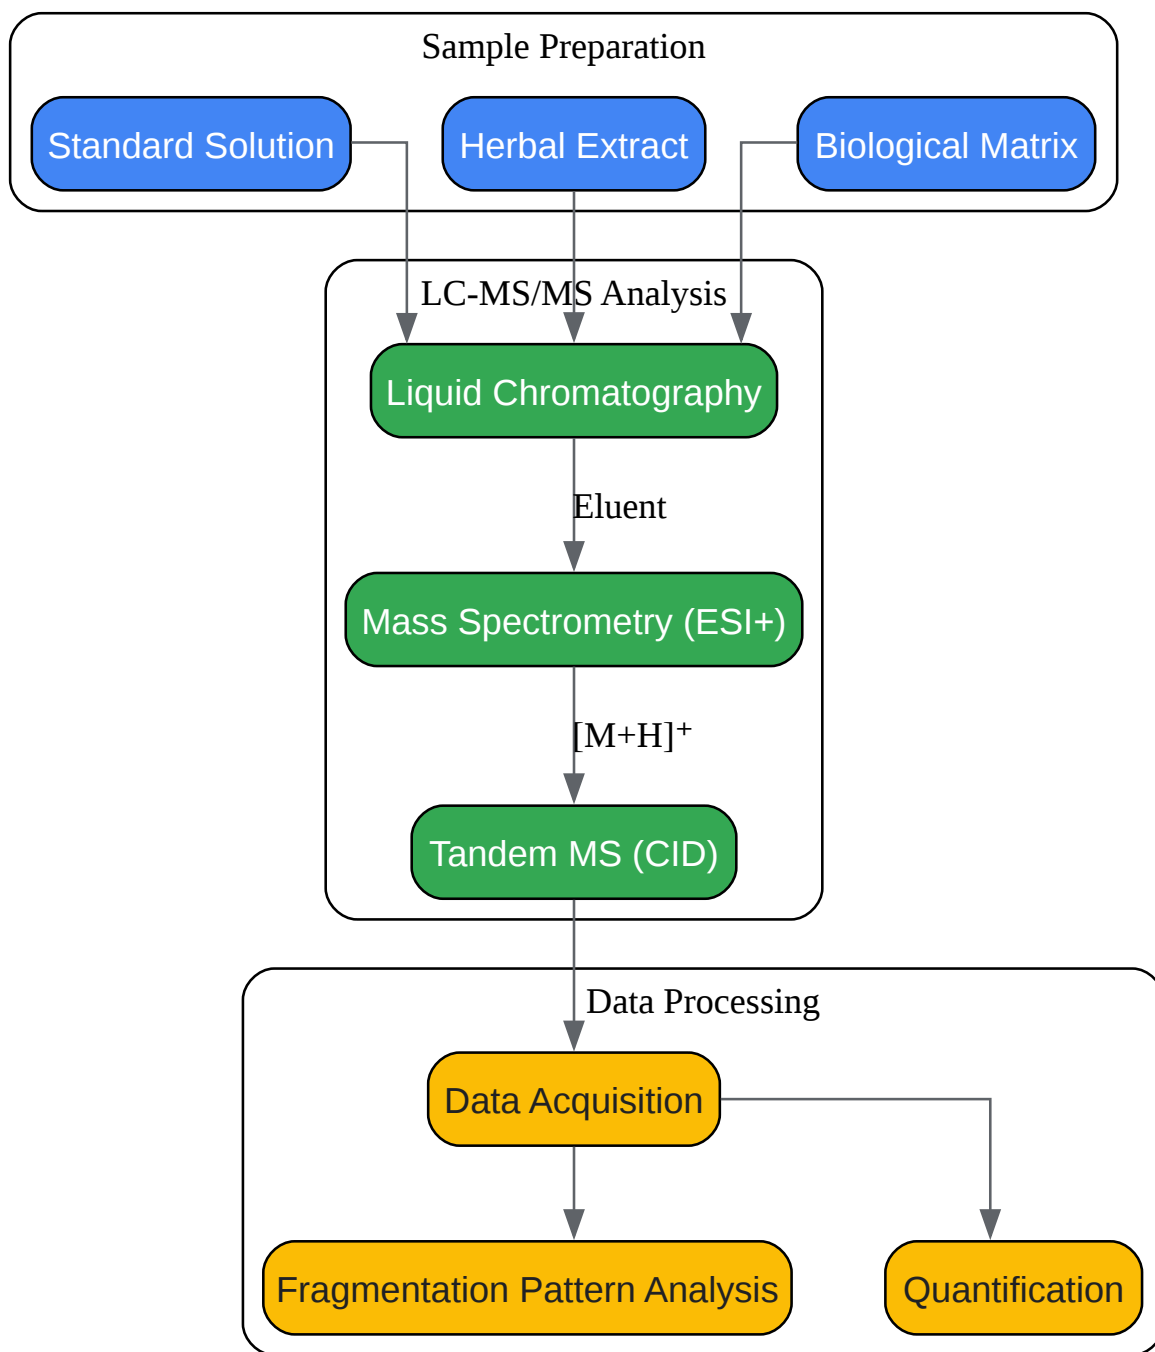 Sample Preparation
Standard Solution
Herbal Extract
Biological Matrix
LC-MS/MS Analysis
Liquid Chromatography
Eluent
Mass Spectrometry (ESI+)
[M+H]⁺
Tandem MS (CID)
Data Processing
Data Acquisition
Fragmentation Pattern Analysis
Quantification